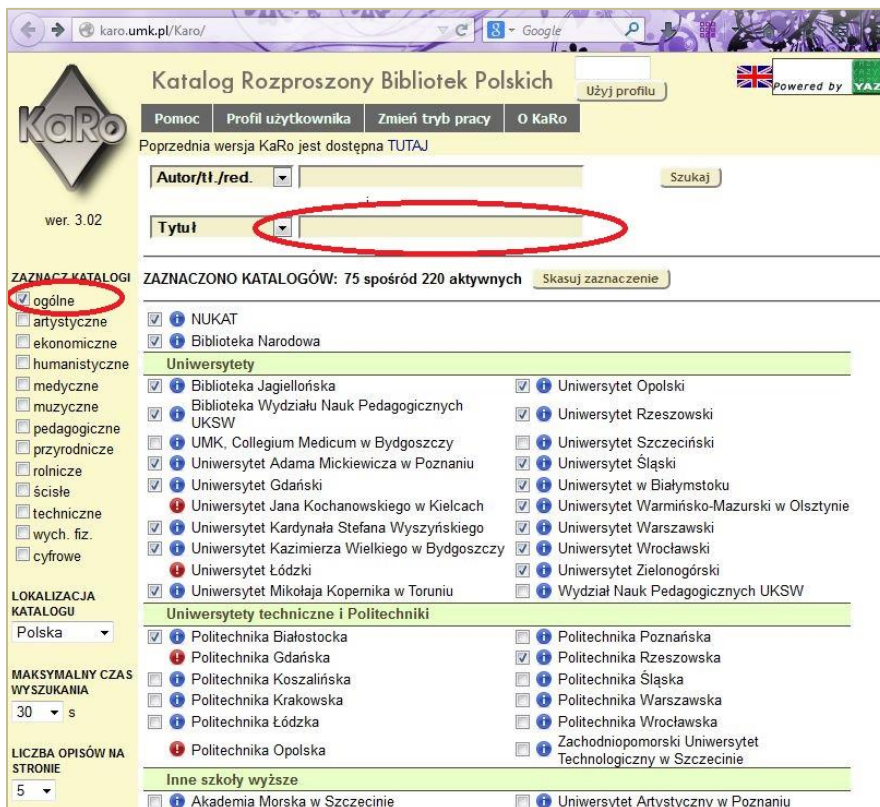 karo.umk.pl/Karo/
Google
Katalog Rozproszony Bibliotek Polskich
Użyj profilu
Powered by YAZ
KaRo
Pomoc Profil użytkownika Zmień tryb pracy O KaRo
Poprzednia wersja KaRo jest dostępna TUTAJ
Autor/tł./red. Szukaj
i
wer. 3.02
Tytuł
ZAZNACZ KATALOGI
ogólne
artystyczne
ekonomiczne
humanistyczne
medyczne
muzyczne
pedagogiczne
przyrodnicze
rolnicze
ścisłe
techniczne
wych. fiz.
cyfrowe
LOKALIZACJA
KATALOGU
Polska
MAKSYMALNY CZAS
WYSZUKANIA
30 s
LICZBA OPISÓW NA
STRONIE
5
ZAZNACZONO KATALOGÓW: 75 spośród 220 aktywnych Skasuj zaznaczenie
NUKAT
Biblioteka Narodowa
Uniwersytety
Biblioteka Jagiellońska Uniwersytet Opolski
Biblioteka Wydziału Nauk Pedagogicznych
UKSW Uniwersytet Rzeszowski
UMK, Collegium Medicum w Bydgoszczy Uniwersytet Szczeciński
Uniwersytet Adama Mickiewicza w Poznaniu Uniwersytet Śląski
Uniwersytet Gdański Uniwersytet w Białymstoku
Uniwersytet Jana Kochanowskiego w Kielcach Uniwersytet Warmińsko-Mazurski w Olsztynie
Uniwersytet Kardynała Stefana Wyszyńskiego Uniwersytet Warszawski
Uniwersytet Kazimierza Wielkiego w Bydgoszczy Uniwersytet Wrocławski
Uniwersytet Łódzki Uniwersytet Zielonogórski
Uniwersytet Mikołaja Kopernika w Toruniu Wydział Nauk Pedagogicznych UKSW
Uniwersytety techniczne i Politechniki
Politechnika Białostocka Politechnika Poznańska
Politechnika Gdańska Politechnika Rzeszowska
Politechnika Koszalińska Politechnika Śląska
Politechnika Krakowska Politechnika Warszawska
Politechnika Łódzka Politechnika Wrocławska
Politechnika Opolska Zachodniopomorski Uniwersytet
Technologiczny w Szczecinie
Inne szkoły wyższe
Akademia Morska w Szczecinie Uniwersytet Artystyczny w Poznaniu